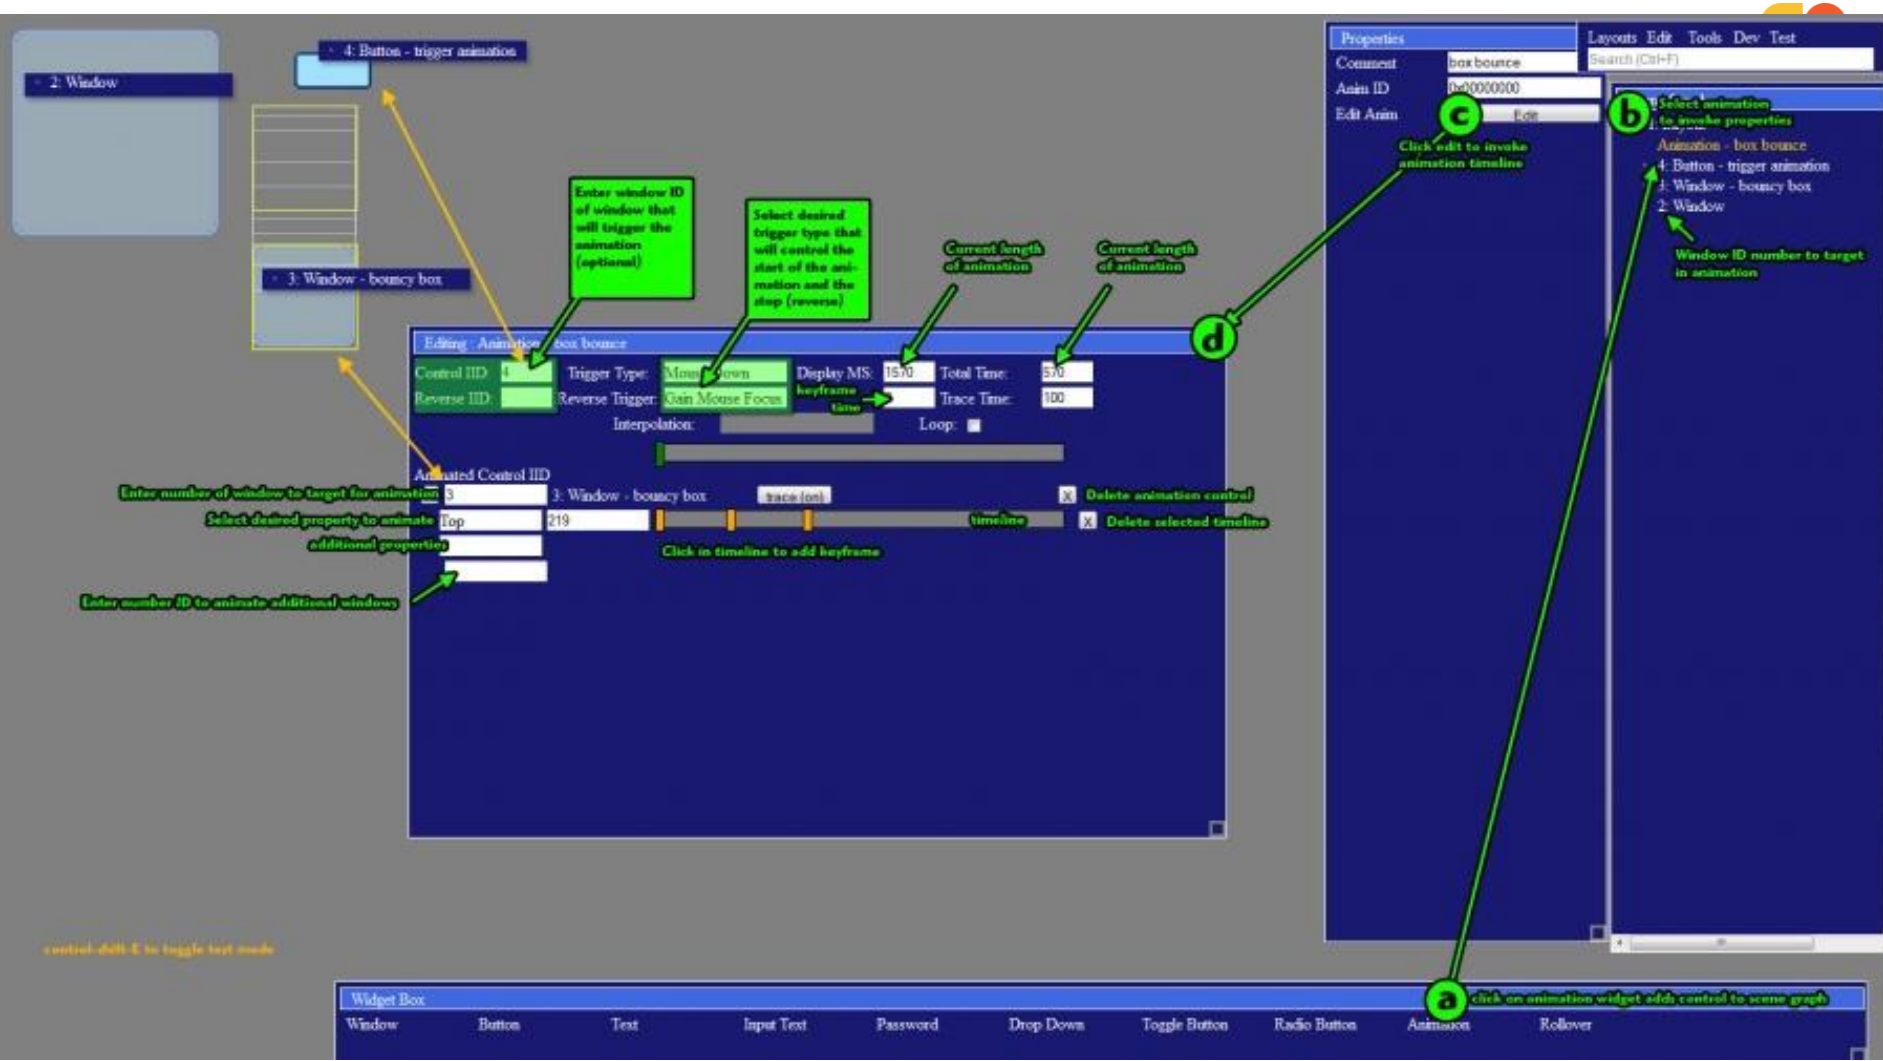 4: Button - trigger animation
2: Window
3: Window - bouncy box
Enter window ID
of window that
will trigger the
animation
(optional)
Select desired
trigger type that
will control the
start of the ani-
mation and the
stop (reverse)
Current length
of animation
Current length
of animation
Properties
Comment
box bounce
Anim ID
0x00000000
Edit Anim
Edit
c
Click edit to invoke
animation timeline
Layouts Edit Tools Dev Test
Search (Ctrl+F)
b
Select animation
to invoke properties
Animation - box bounce
4: Button - trigger animation
3: Window - bouncy box
2: Window
Window ID number to target
in animation
d
Editing : Animation - box bounce
Control IID 4 Trigger Type: Mouse Down Display MS: 1570 Total Time: 570
Reverse IID: Reverse Trigger: Gain Mouse Focus keyframe Trace Time: 100
time
Interpolation: Loop:
Animated Control IID
Enter number of window to target for animation 3 3: Window - bouncy box trace (on) X Delete animation control
Select desired property to animate Top 219 timeline X Delete selected timeline
additional properties
Click in timeline to add keyframe
Enter number ID to animate additional windows
control-shift-E to toggle test mode
a click on animation widget adds control to scene graph
Widget Box
Window Button Text Input Text Password Drop Down Toggle Button Radio Button Animation Rollover